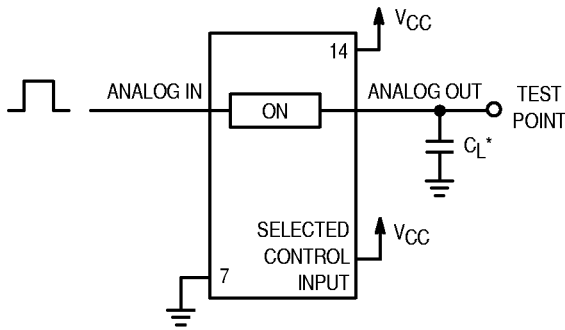 VCC
14
ANALOG IN
ON
ANALOG OUT
TEST
POINT
CL*
SELECTED
CONTROL
INPUT
VCC
7